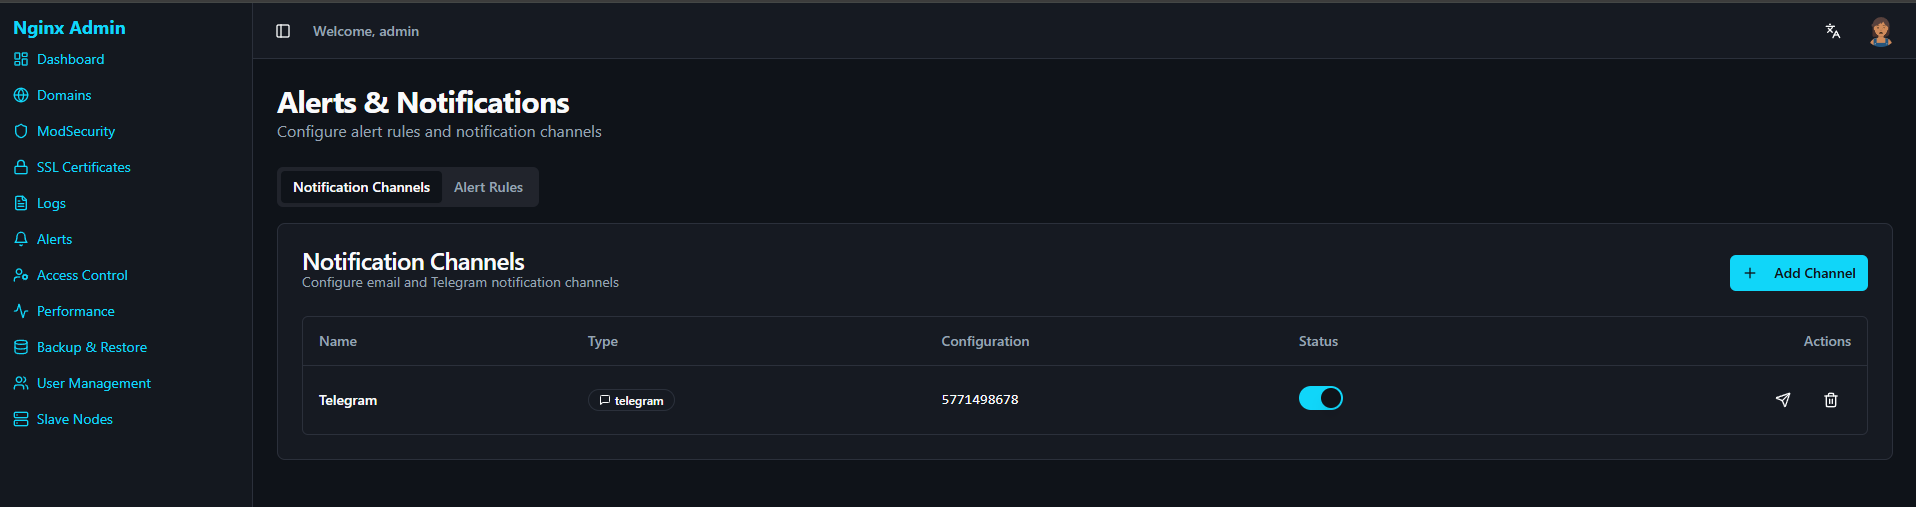 Nginx Admin
Dashboard
Domains
ModSecurity
SSL Certificates
Logs
Alerts
Access Control
Performance
Backup & Restore
User Management
Slave Nodes
Welcome, admin
Alerts & Notifications
Configure alert rules and notification channels
Notification Channels Alert Rules
Notification Channels
Configure email and Telegram notification channels
Add Channel
Name Type Configuration Status Actions
Telegram telegram 5771498678